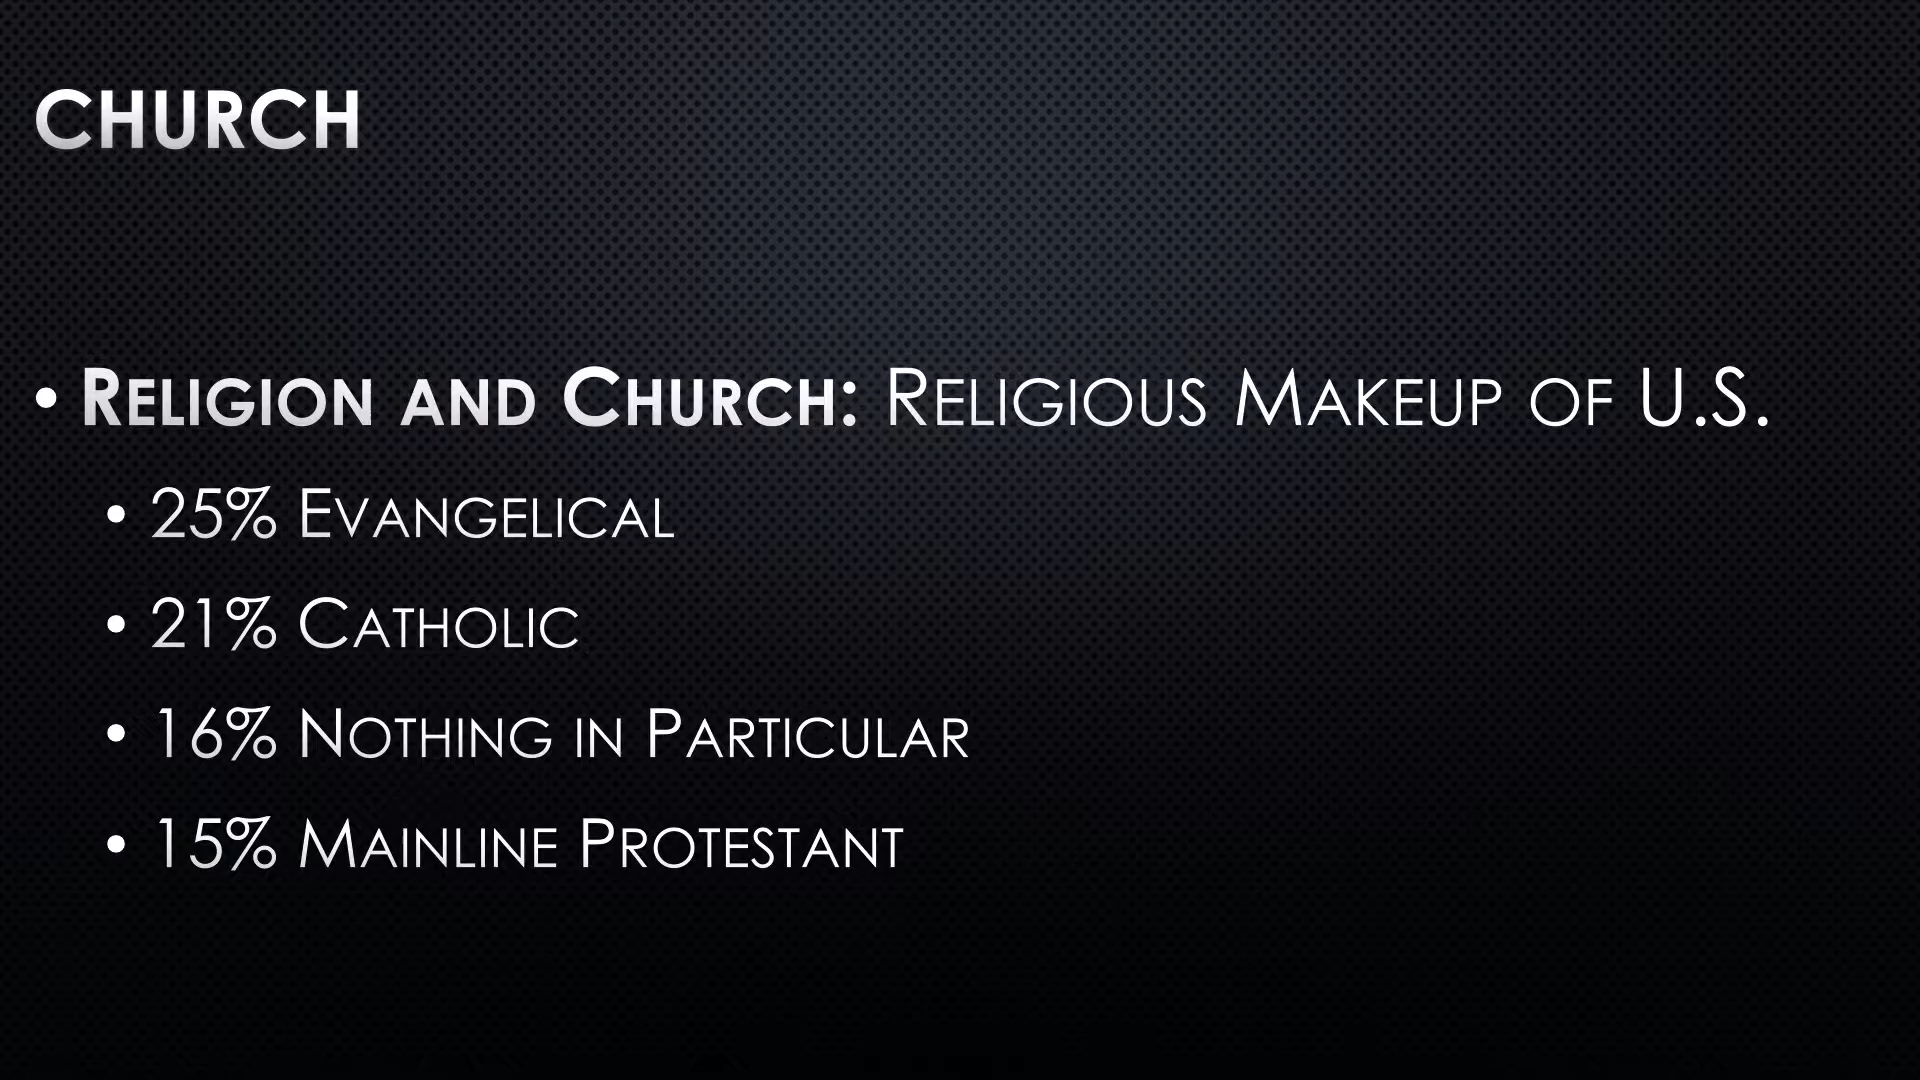 CHURCH
• RELIGION AND CHURCH: RELIGIOUS MAKEUP OF U.S.
• 25% EVANGELICAL
• 21% CATHOLIC
• 16% NOTHING IN PARTICULAR
• 15% MAINLINE PROTESTANT